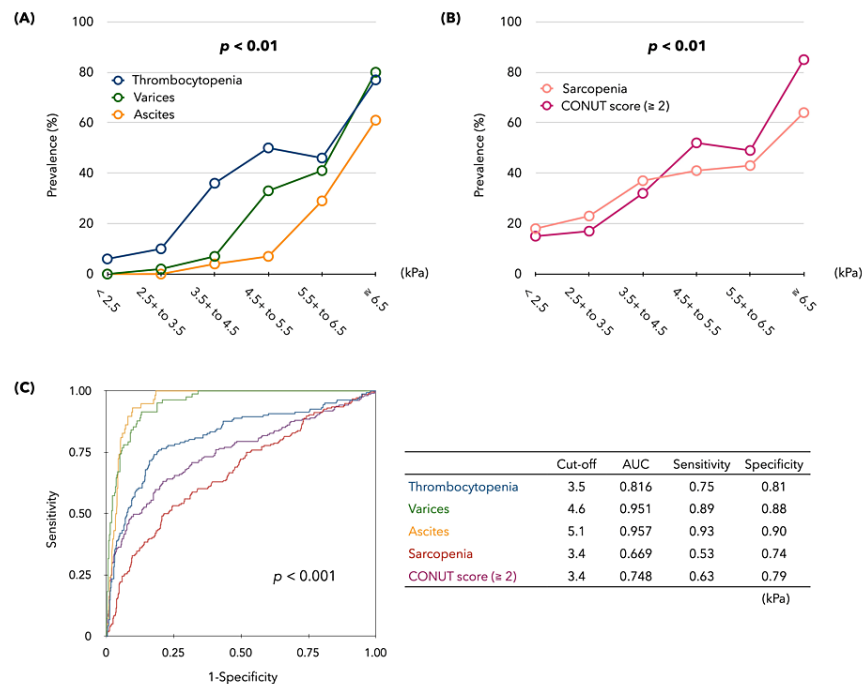 (A)
100
80
60
40
20
0
Prevalence (%)
p < 0.01
Thrombocytopenia
Varices
Ascites
< 2.5
2.5+ to 3.5
3.5+ to 4.5
4.5+ to 5.5
5.5+ to 6.5
≧ 6.5
(kPa)
(B)
100
80
60
40
20
0
Prevalence (%)
p < 0.01
Sarcopenia
CONUT score (≥ 2)
< 2.5
2.5+ to 3.5
3.5+ to 4.5
4.5+ to 5.5
5.5+ to 6.5
≧ 6.5
(kPa)
(C)
1.00
0.75
0.50
0.25
0
Sensitivity
p < 0.001
0 0.25 0.50 0.75 1.00
1-Specificity
Cut-off AUC Sensitivity Specificity
Thrombocytopenia 3.5 0.816 0.75 0.81
Varices 4.6 0.951 0.89 0.88
Ascites 5.1 0.957 0.93 0.90
Sarcopenia 3.4 0.669 0.53 0.74
CONUT score (≥ 2) 3.4 0.748 0.63 0.79
(kPa)